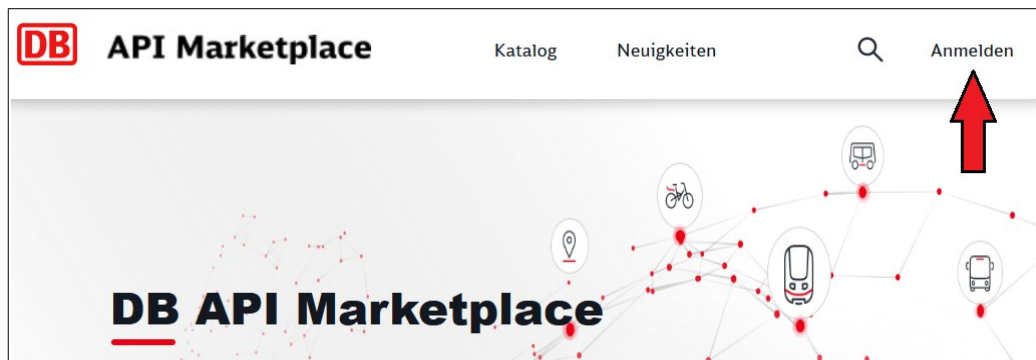 DB API Marketplace Katalog Neuigkeiten Anmelden
DB API Marketplace